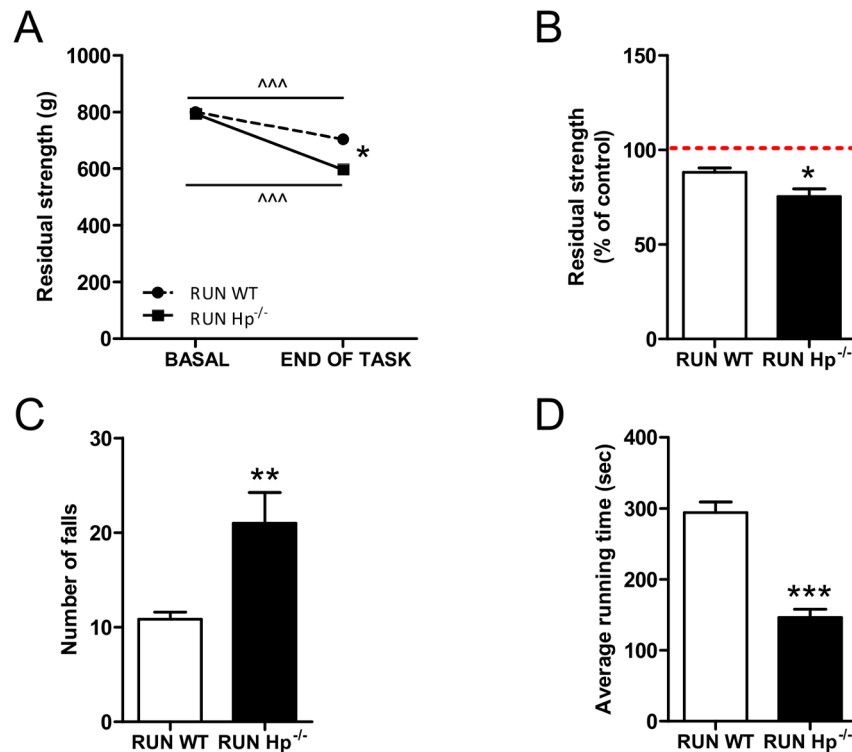 A
Residual strength (g)
1000
800
600
400
200
0
^^^
*
^^^
RUN WT
RUN Hp-/-
BASAL
END OF TASK
B
Residual strength
(% of control)
150
100
50
0
*
RUN WT
RUN Hp-/-
C
Number of falls
30
20
10
0
**
RUN WT
RUN Hp-/-
D
Average running time (sec)
400
300
200
100
0
***
RUN WT
RUN Hp-/-